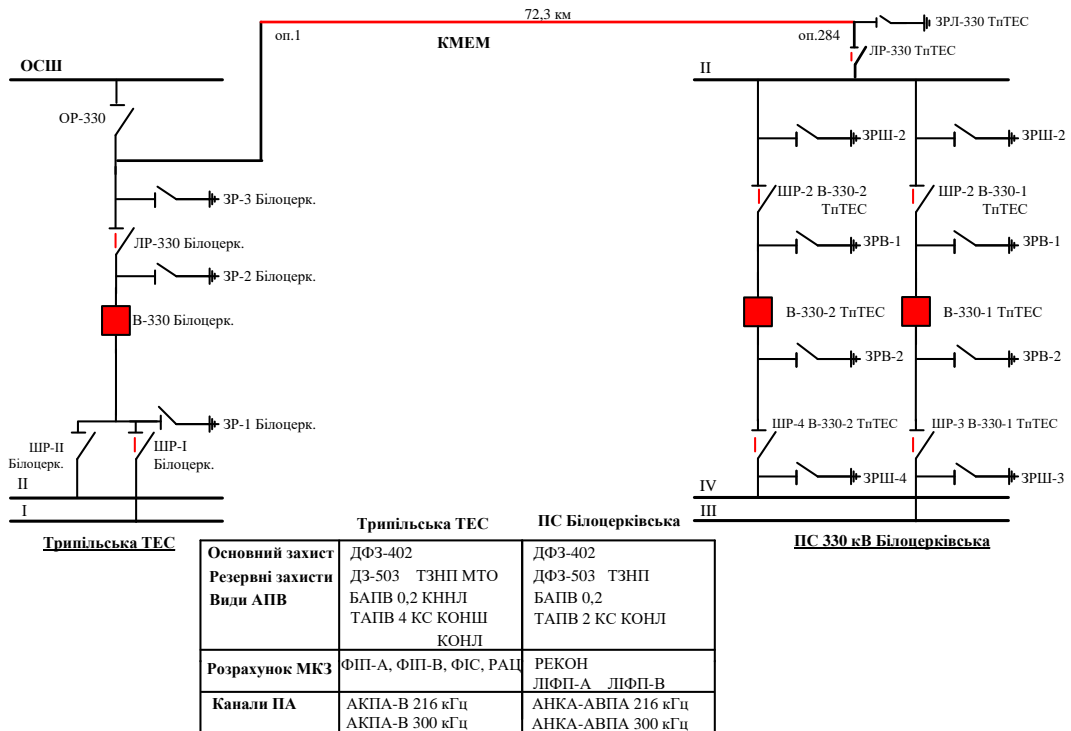 72,3 км
оп.1
КМЕМ
оп.284
ЗРЛ-330 ТпТЕС
ЛР-330 ТпТЕС
ОСШ
ІІ
ОР-330
ЗРШ-2
ЗРШ-2
ЗР-3 Білоцерк.
ШР-2 В-330-2
ТпТЕС
ШР-2 В-330-1
ТпТЕС
ЛР-330 Білоцерк.
ЗРВ-1
ЗРВ-1
ЗР-2 Білоцерк.
В-330 Білоцерк.
В-330-2 ТпТЕС
В-330-1 ТпТЕС
ЗРВ-2
ЗРВ-2
ЗР-1 Білоцерк.
ШР-4 В-330-2 ТпТЕС
ШР-3 В-330-1 ТпТЕС
ШР-ІІ
Білоцерк.
ШР-І
Білоцерк.
ЗРШ-4
ЗРШ-3
ІІ
І
IV
ІІІ
Трипільська ТЕС
ПС 330 кВ Білоцерківська
Трипільська ТЕС ПС Білоцерківська
Основний захист ДФЗ-402 ДФЗ-402
Резервні захисти ДЗ-503 ТЗНП МТО ДФЗ-503 ТЗНП
Види АПВ БАПВ 0,2 КННЛ БАПВ 0,2
ТАПВ 4 КС КОНШ ТАПВ 2 КС КОНЛ
КОНЛ
Розрахунок МКЗ ФІП-А, ФІП-В, ФІС, РАЦ РЕКОН
ЛІФП-А ЛІФП-В
Канали ПА АКПА-В 216 кГц АНКА-АВПА 216 кГц
АКПА-В 300 кГц АНКА-АВПА 300 кГц